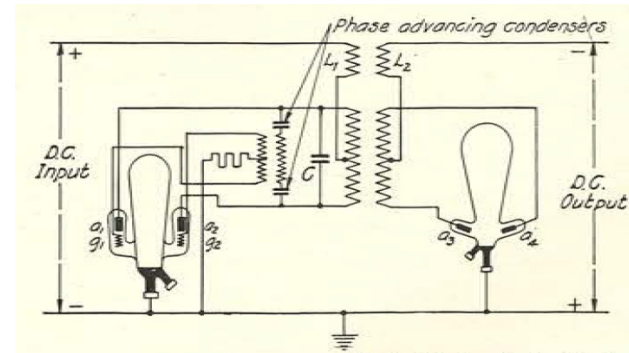 Phase advancing condensers
+
L1
L2
−
D.C.
Input
C
D.C.
Output
a1
g1
a2
g2
a3
a4
−
+